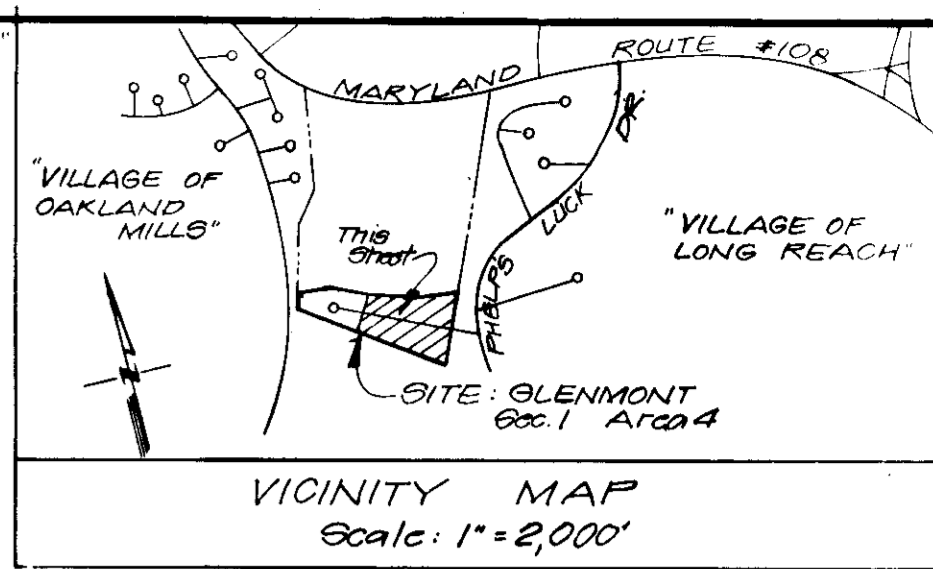 "
MARYLAND ROUTE #108
DR.
"VILLAGE OF
OAKLAND
MILLS"
LUCK
"VILLAGE OF
LONG REACH"
This
Sheet
PHELPS
N
SITE: GLENMONT
Sec. 1 Area 4
VICINITY MAP
Scale: 1" = 2,000'